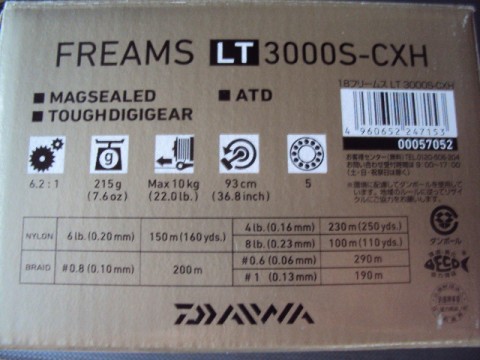 FREAMS LT 3000S-CXH
18フリームス LT 3000S-CXH
■ MAGSEALED ■ ATD
■ TOUGHDIGIGEAR
4 960652 247153
00057052
6.2 : 1
g
215g
(7.6oz)
Max 10kg
(22.0lb.)
93cm
(36.8inch)
5
NYLON 6lb.(0.20mm) 150m(160yds.) 4lb.(0.16mm) 230m(250yds.)
8lb.(0.23mm) 100m(110yds.)
BRAID #0.8(0.10mm) 200m #0.6(0.06mm) 290m
#1 (0.13mm) 190m
ダンボール
DAIWA